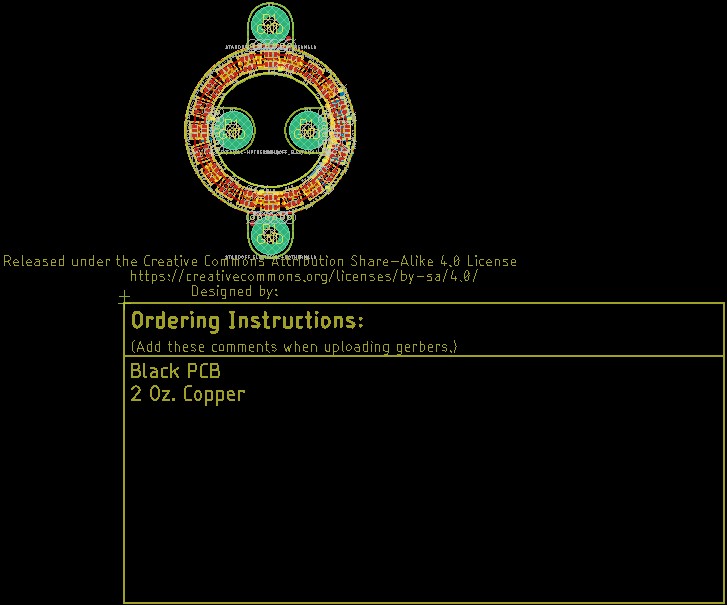 GND
GND
GND
GND
Released under the Creative Commons Attribution Share-Alike 4.0 License
https://creativecommons.org/licenses/by-sa/4.0/
Designed by:
Ordering Instructions:
(Add these comments when uploading gerbers.)
Black PCB
2 Oz. Copper